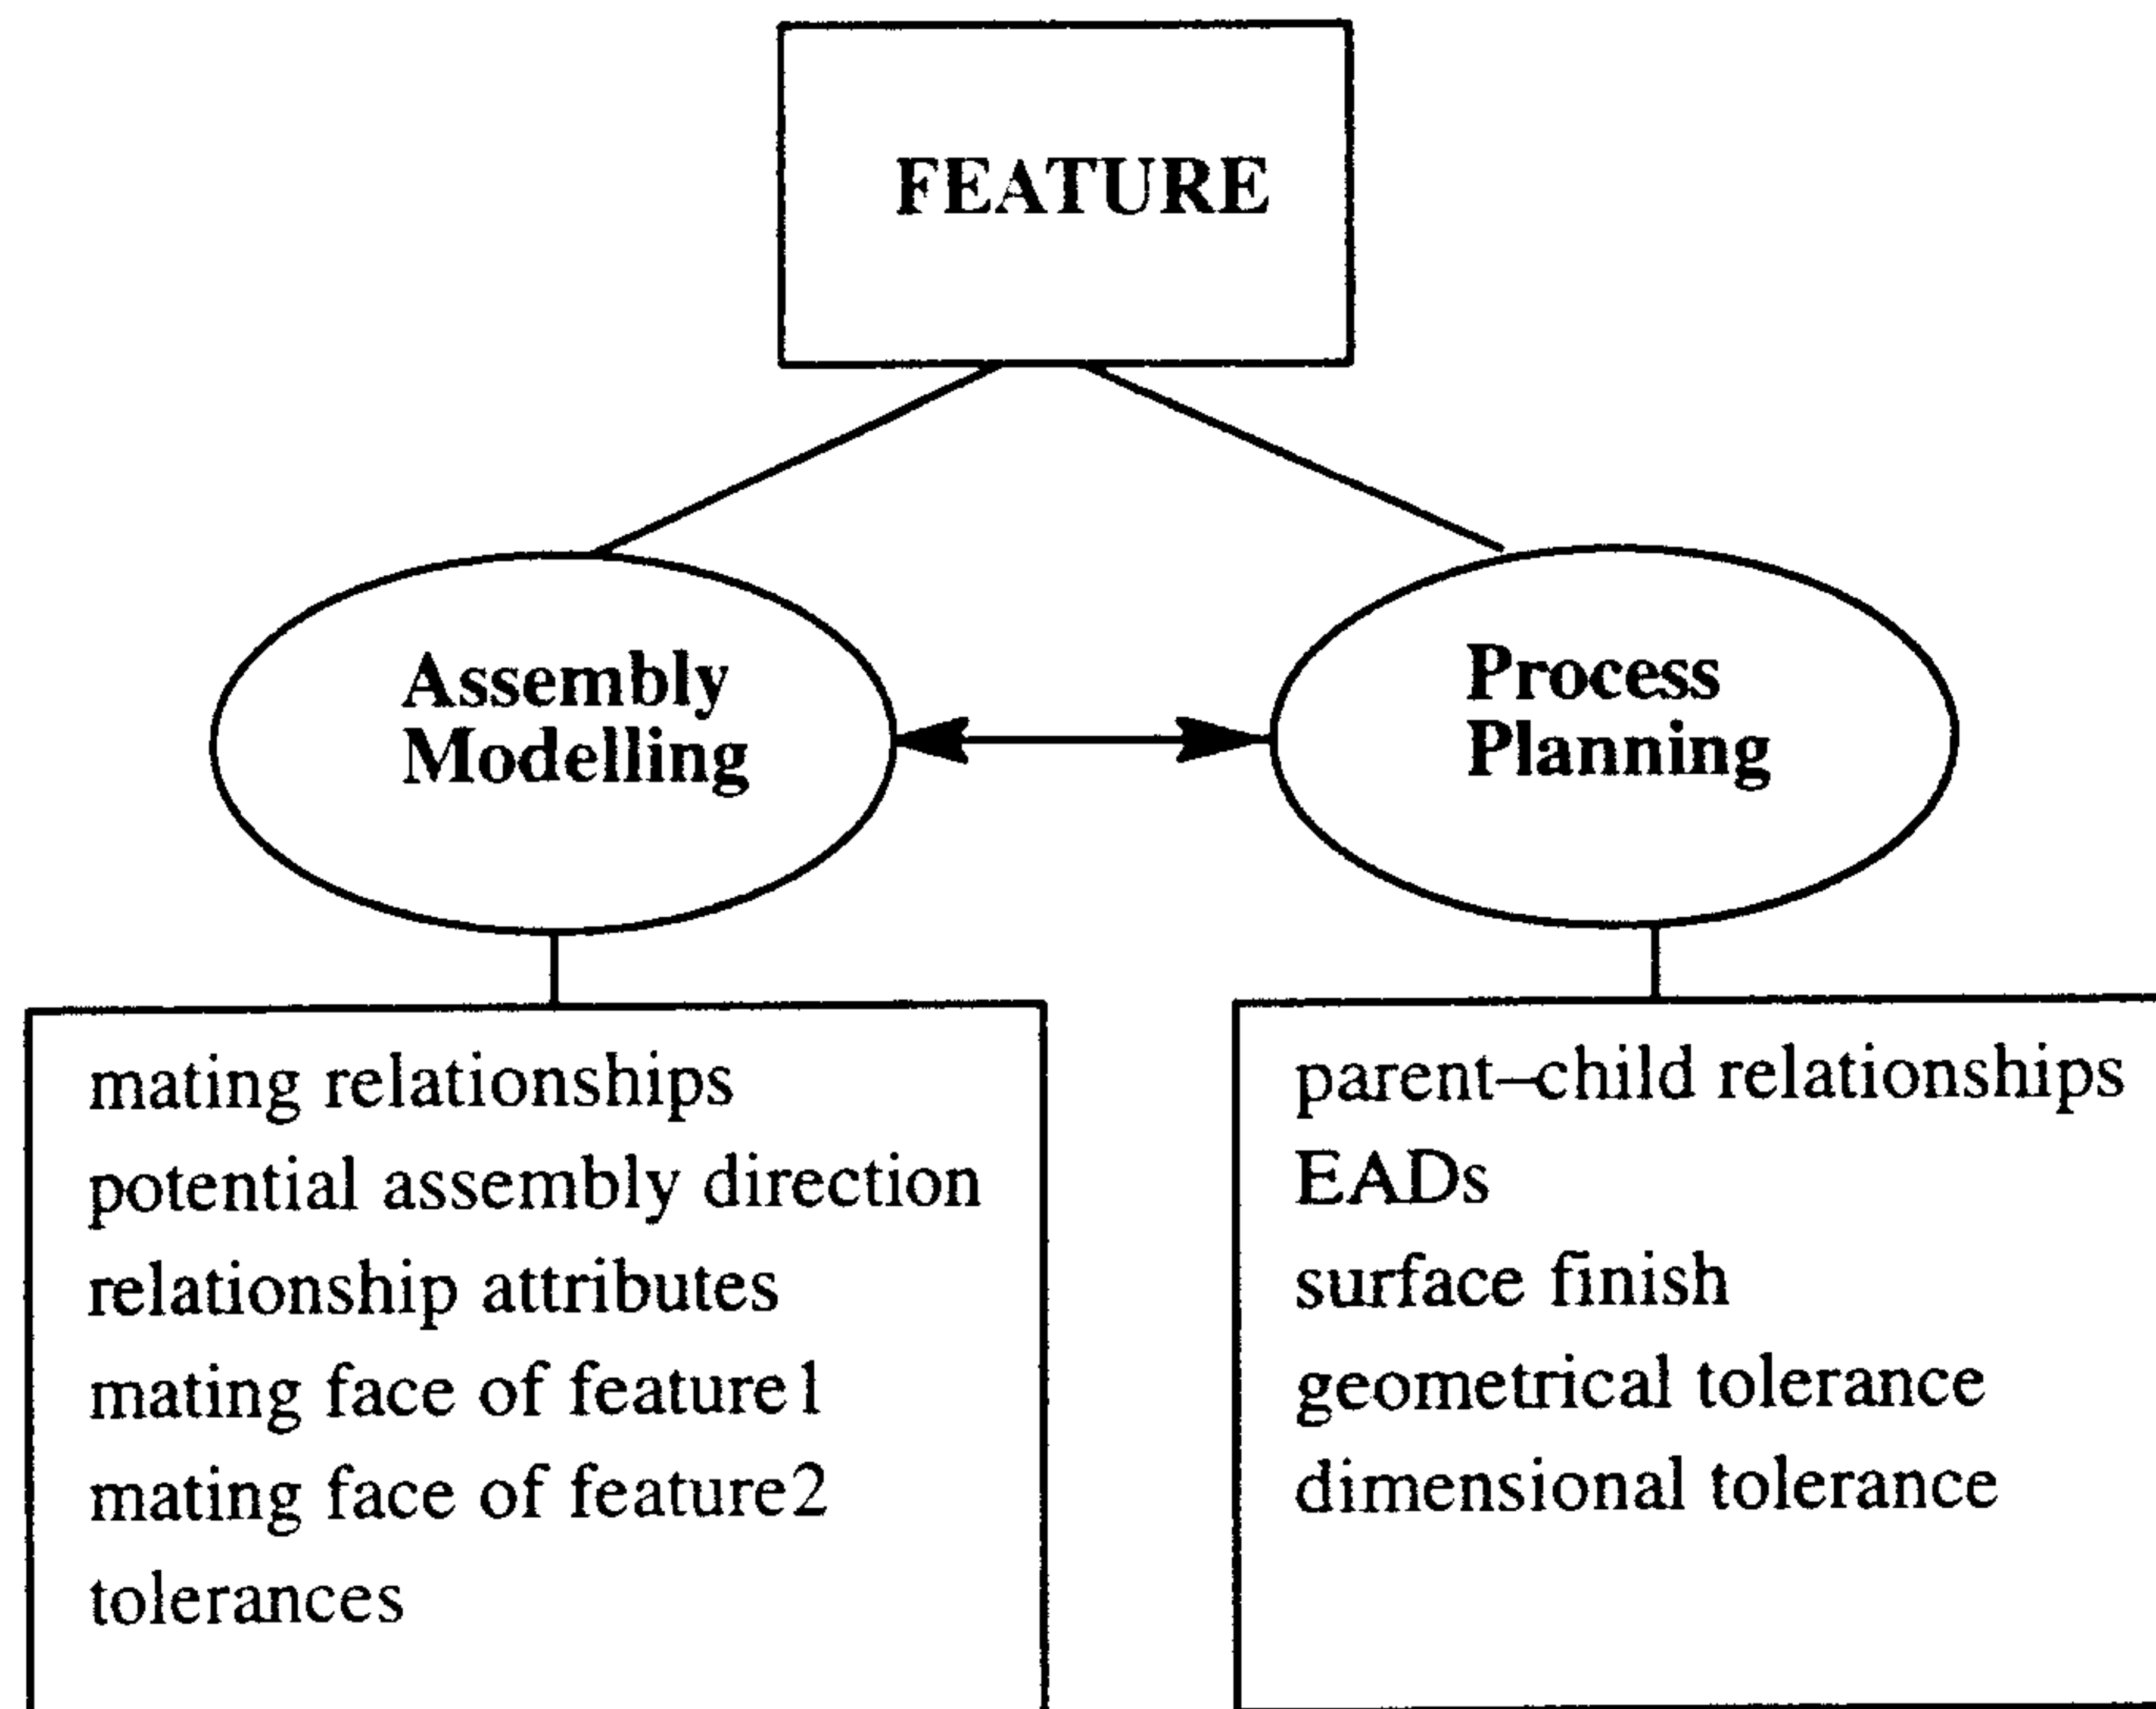 FEATURE
Assembly
Modelling
Process
Planning
mating relationships
potential assembly direction
relationship attributes
mating face of feature1
mating face of feature2
tolerances
parent–child relationships
EADs
surface finish
geometrical tolerance
dimensional tolerance